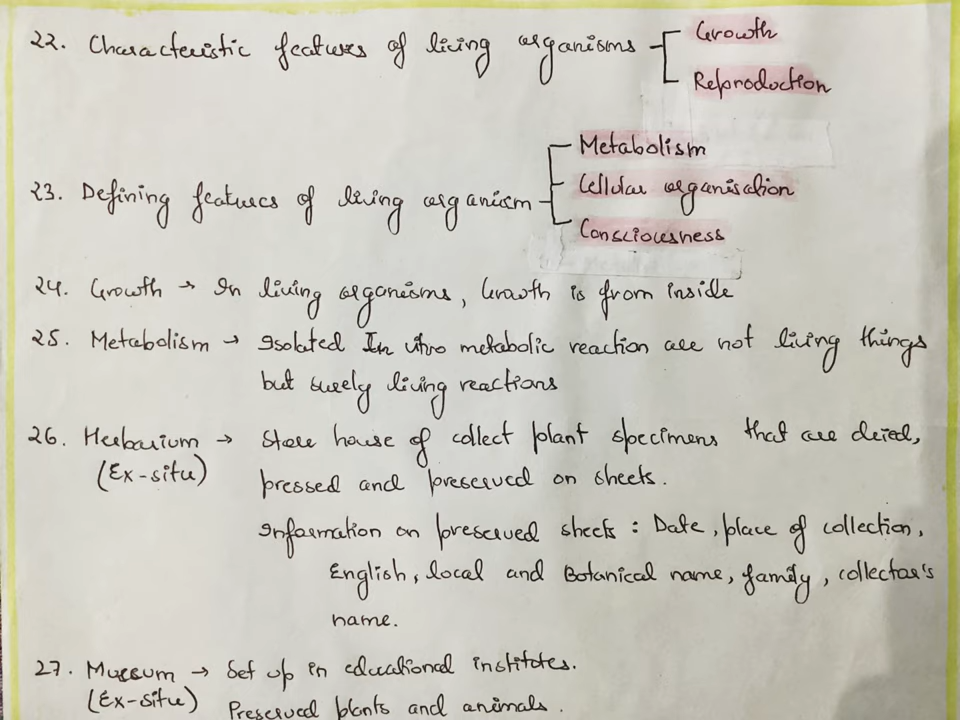 22. Characteristic features of living organisms
Growth
Reproduction
23. Defining features of living organism
Metabolism
Cellular organisation
Consciousness
24. Growth → In living organisms, Growth is from inside
25. Metabolism → Isolated In vitro metabolic reaction are not living things
but surely living reactions
26. Herbarium → Store house of collect plant specimens that are dried,
(Ex-situ) pressed and preserved on sheets.
Information on preserved sheets : Date, place of collection,
English, local and Botanical name, family, collector's
name.
27. Museum → Set up in educational institutes.
(Ex-situ) Preserved plants and animals.